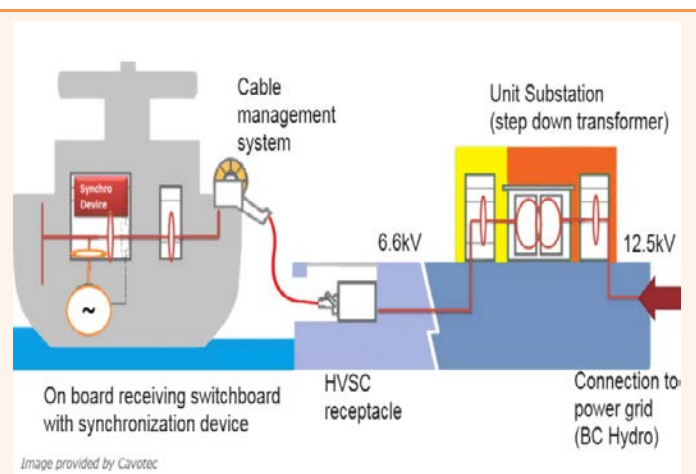 Cable
management
system
Unit Substation
(step down transformer)
Synchro
Device
6.6kV
12.5kV
~
On board receiving switchboard
with synchronization device
HVSC
receptacle
Connection to
power grid
(BC Hydro)
Image provided by Cavotec